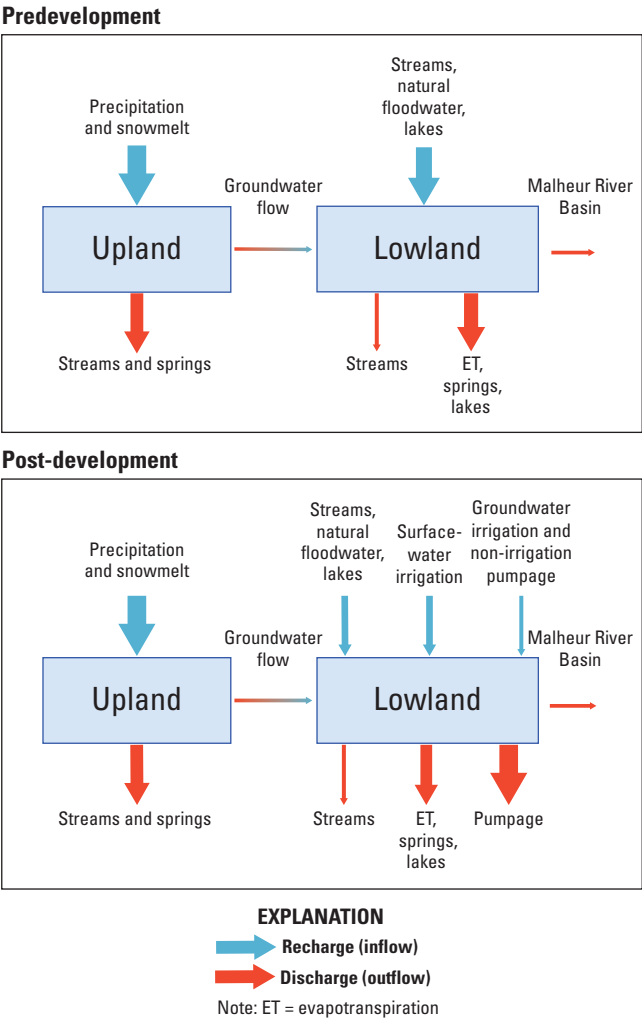 Predevelopment
Precipitation
and snowmelt
Streams,
natural
floodwater,
lakes
Groundwater
flow
Malheur River
Basin
Upland
Lowland
Streams and springs
Streams
ET,
springs,
lakes
Post-development
Precipitation
and snowmelt
Streams,
natural
floodwater,
lakes
Surface-
water
irrigation
Groundwater
irrigation and
non-irrigation
pumpage
Groundwater
flow
Malheur River
Basin
Upland
Lowland
Streams and springs
Streams
ET,
springs,
lakes
Pumpage
EXPLANATION
Recharge (inflow)
Discharge (outflow)
Note: ET = evapotranspiration